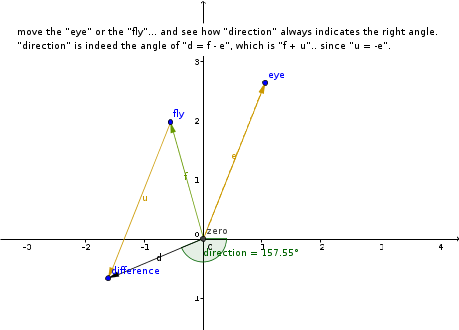 move the "eye" or the "fly"... and see how "direction" always indicates the right angle.
"direction" is indeed the angle of "d = f - e", which is "f + u".. since "u = -e".
3
eye
fly
2
e
f
1
u
0
zero
-3
-2
-1
0
1
2
3
4
direction = 157.55°
d
difference
1